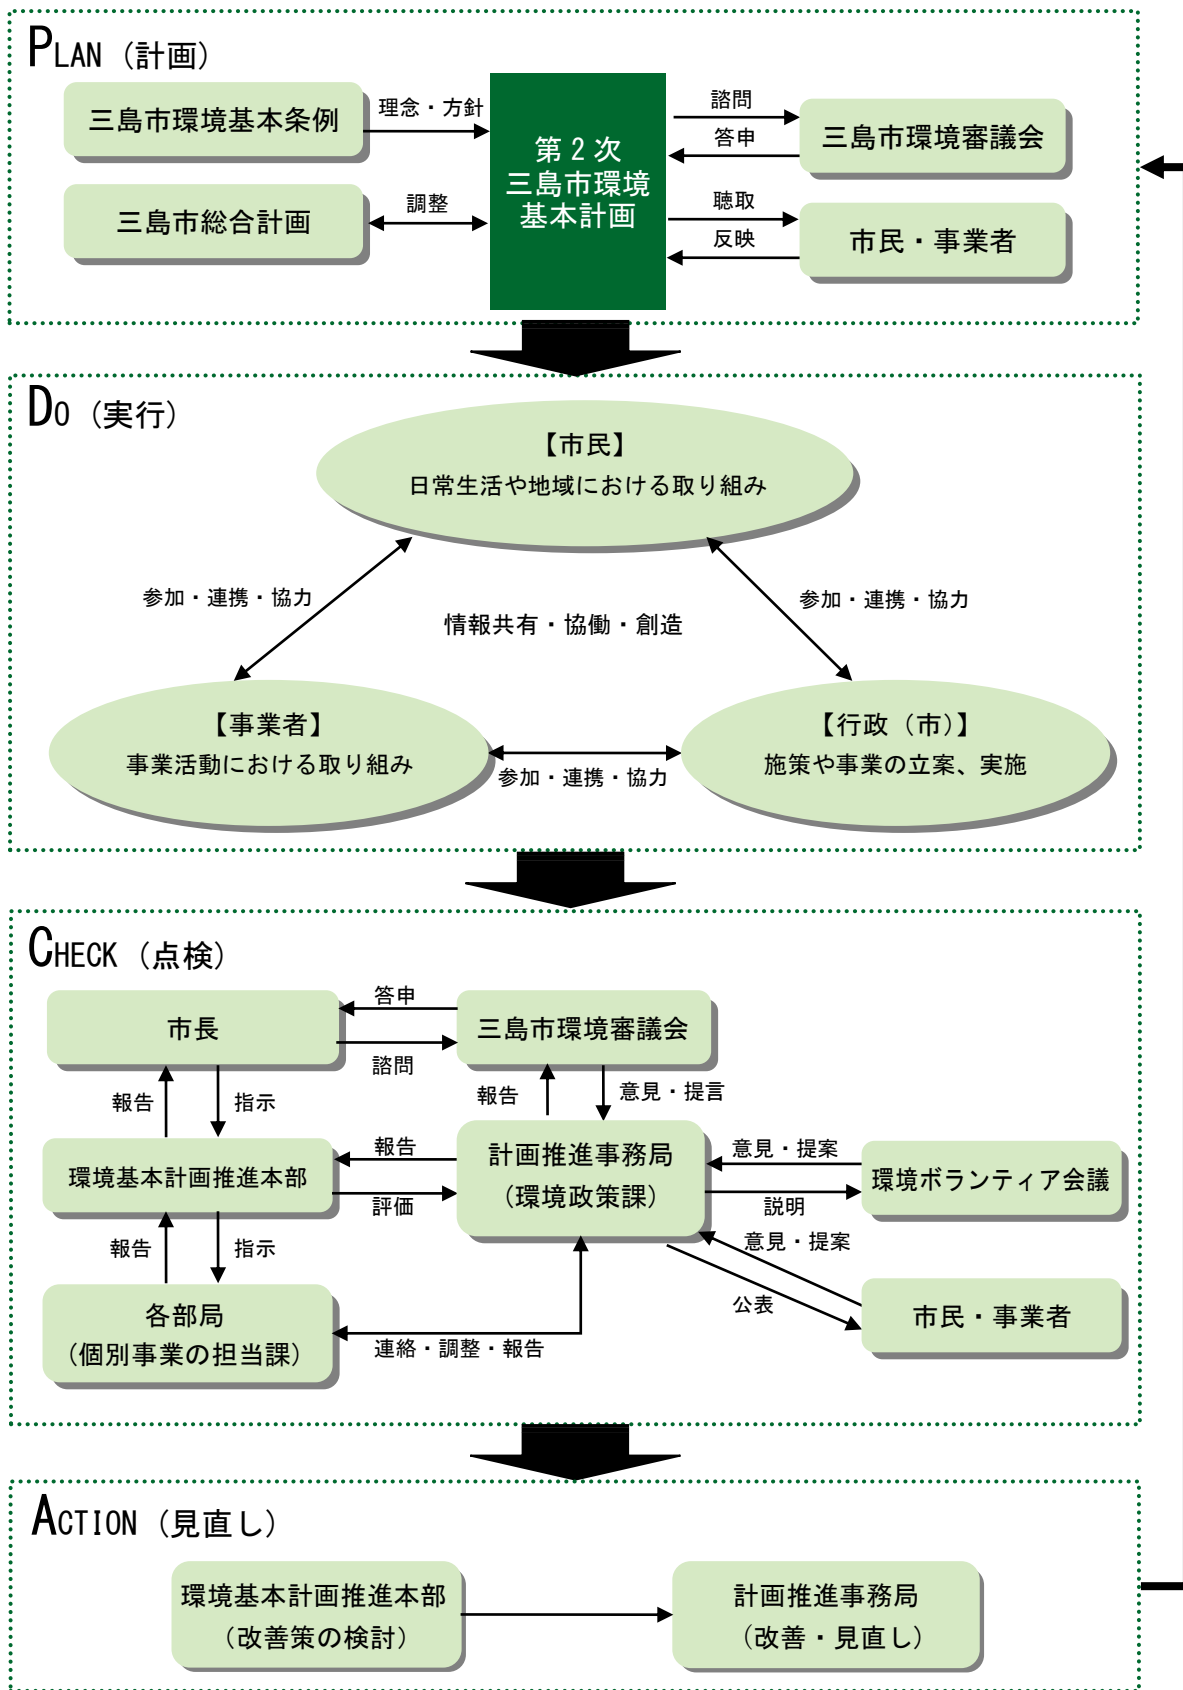 PLAN（計画）
三島市環境基本条例
理念・方針
三島市総合計画
調整
第２次
三島市環境
基本計画
諮問
答申
三島市環境審議会
聴取
反映
市民・事業者
DO（実行）
【市民】
日常生活や地域における取り組み
参加・連携・協力
情報共有・協働・創造
参加・連携・協力
【事業者】
事業活動における取り組み
参加・連携・協力
【行政（市）】
施策や事業の立案、実施
CHECK（点検）
市長
答申
諮問
三島市環境審議会
報告
指示
報告
意見・提言
環境基本計画推進本部
報告
評価
計画推進事務局
（環境政策課）
意見・提案
説明
環境ボランティア会議
報告
指示
意見・提案
公表
各部局
（個別事業の担当課）
連絡・調整・報告
市民・事業者
ACTION（見直し）
環境基本計画推進本部
（改善策の検討）
計画推進事務局
（改善・見直し）